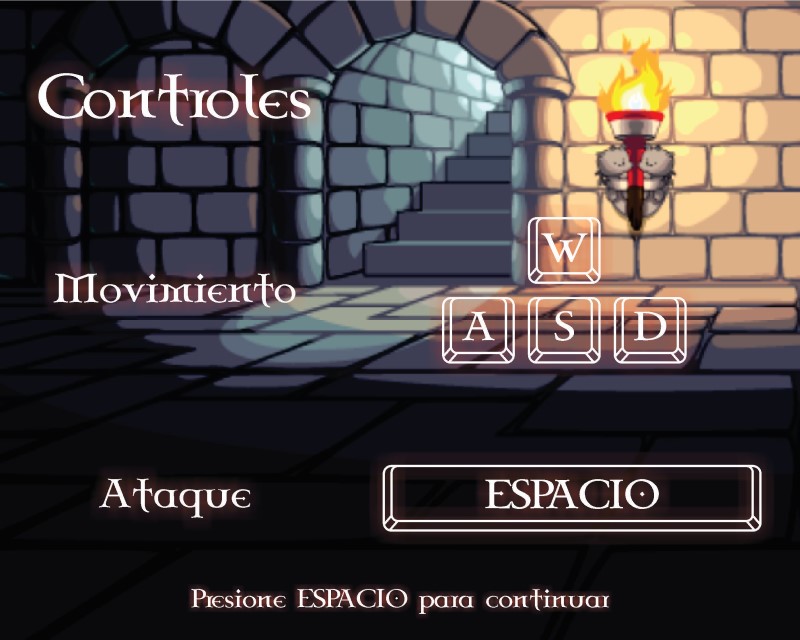 Controles
W
Movimiento
A S D
Ataque ESPACIO
Presione ESPACIO para continuar